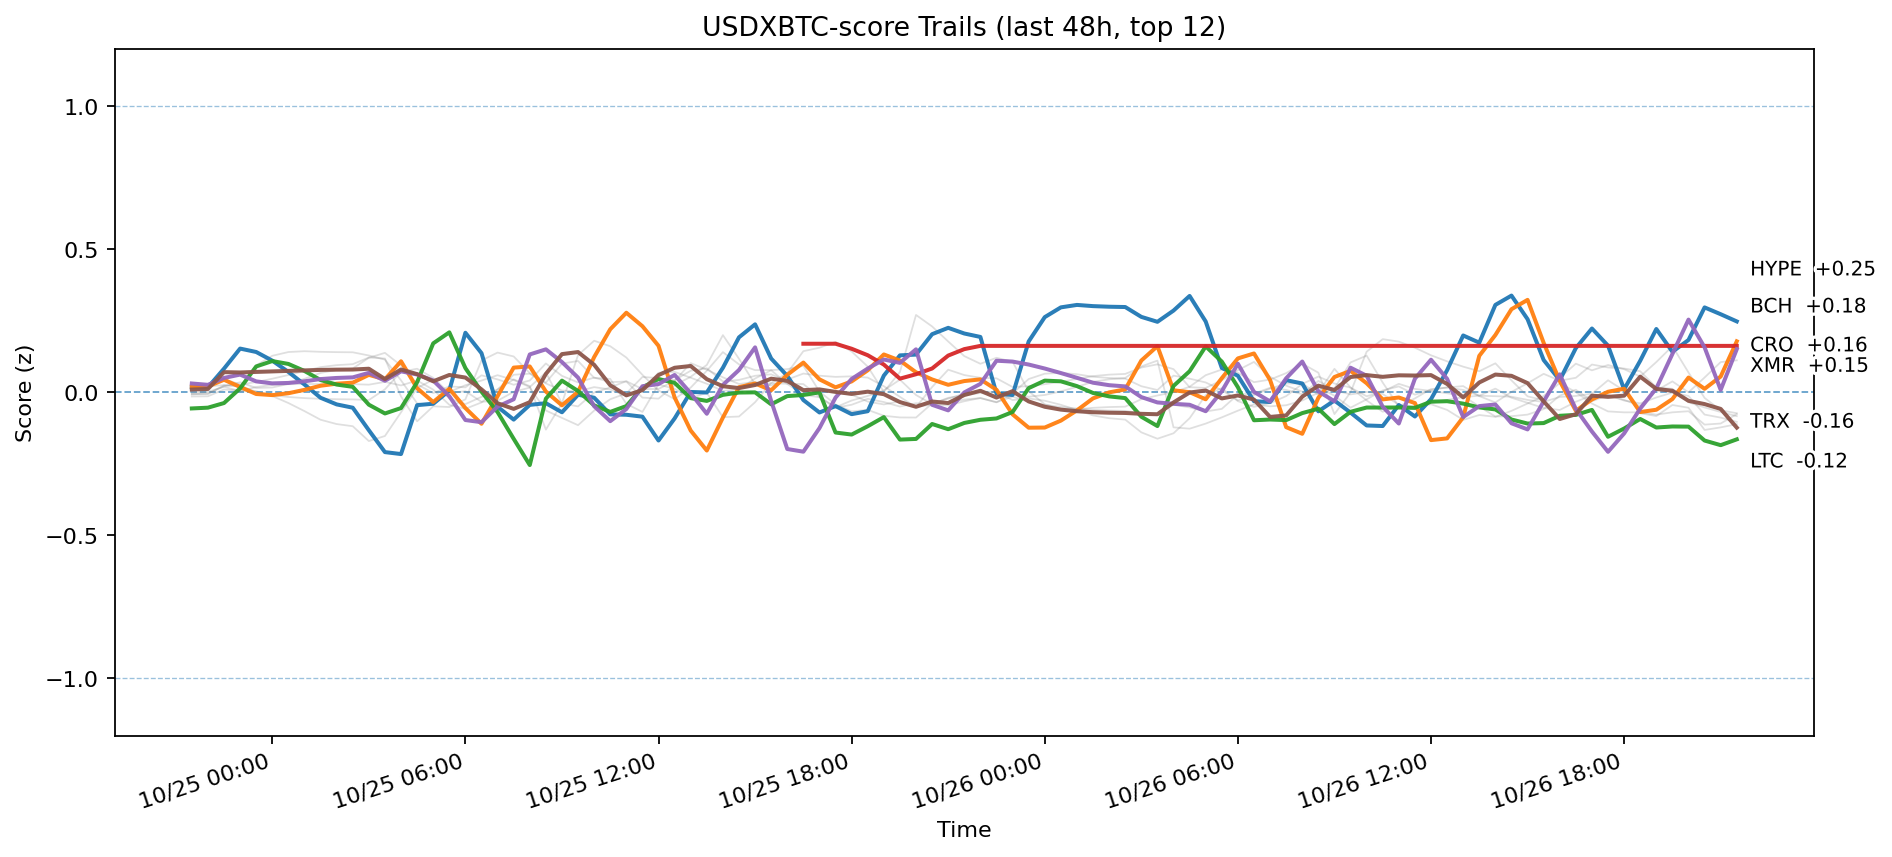 USDXBTC-score Trails (last 48h, top 12)
Score (z)
1.0
0.5
0.0
−0.5
−1.0
HYPE +0.25
BCH +0.18
CRO +0.16
XMR +0.15
TRX -0.16
LTC -0.12
10/25 00:00
10/25 06:00
10/25 12:00
10/25 18:00
10/26 00:00
10/26 06:00
10/26 12:00
10/26 18:00
Time